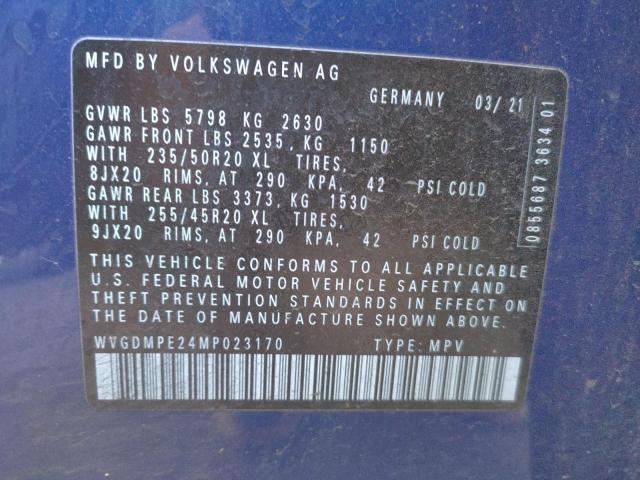 MFD BY VOLKSWAGEN AG
GERMANY 03/21
GVWR LBS 5798 KG 2630
GAWR FRONT LBS 2535, KG 1150
WITH 235/50R20 XL TIRES,
8JX20 RIMS, AT 290 KPA, 42 PSI COLD
GAWR REAR LBS 3373, KG 1530
WITH 255/45R20 XL TIRES,
9JX20 RIMS, AT 290 KPA, 42 PSI COLD
THIS VEHICLE CONFORMS TO ALL APPLICABLE
U.S. FEDERAL MOTOR VEHICLE SAFETY AND
THEFT PREVENTION STANDARDS IN EFFECT ON
THE DATE OF MANUFACTURE SHOWN ABOVE.
WVGDMPE24MP023170 TYPE: MPV
0855687 3634 01